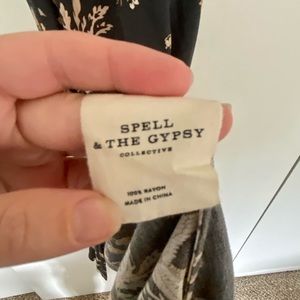 SPELL
& THE GYPSY
COLLECTIVE
100% RAYON
MADE IN CHINA